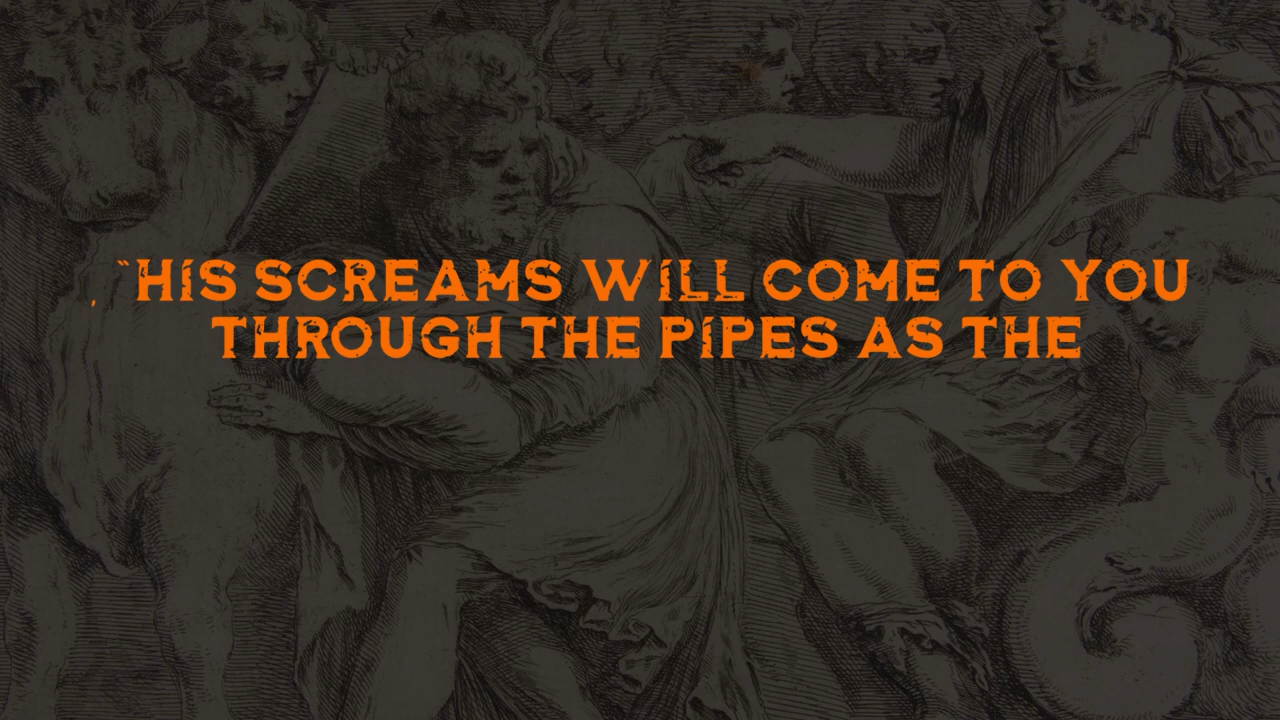 , “HIS SCREAMS WILL COME TO YOU
THROUGH THE PIPES AS THE